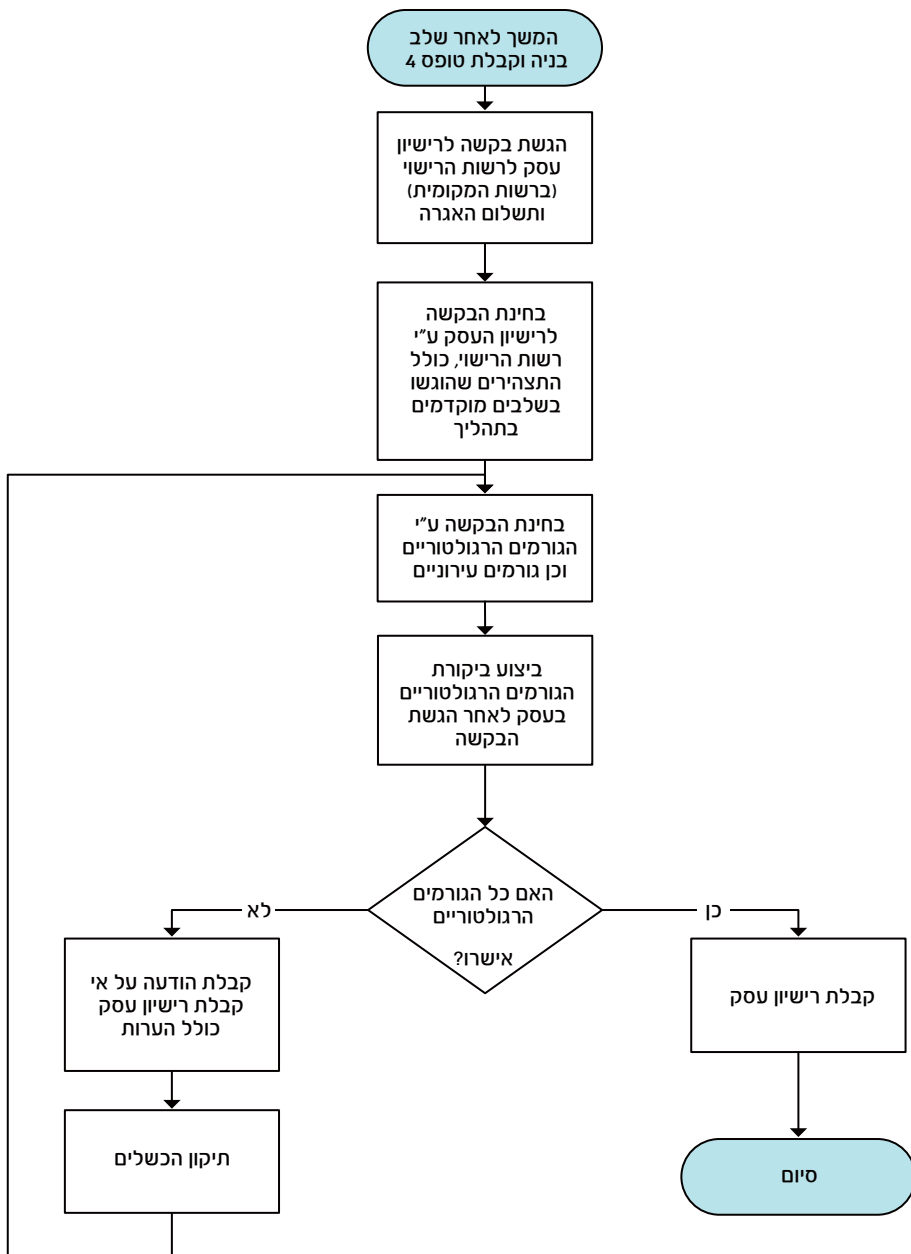 המשך לאחר שלב
בניה וקבלת טופס 4
הגשת בקשה לרישיון
עסק לרשות הרישוי
(ברשות המקומית)
ותשלום האגרה
בחינת הבקשה
לרישיון העסק ע"י
רשות הרישוי, כולל
התצהירים שהוגשו
בשלבים מוקדמים
בתהליך
בחינת הבקשה ע"י
הגורמים הרגולטוריים
וכן גורמים עירוניים
ביצוע ביקורת
הגורמים הרגולטוריים
בעסק לאחר הגשת
הבקשה
האם כל הגורמים
הרגולטוריים
אישרו?
כן
קבלת רישיון עסק
סיום
לא
קבלת הודעה על אי
קבלת רישיון עסק
כולל הערות
תיקון הכשלים